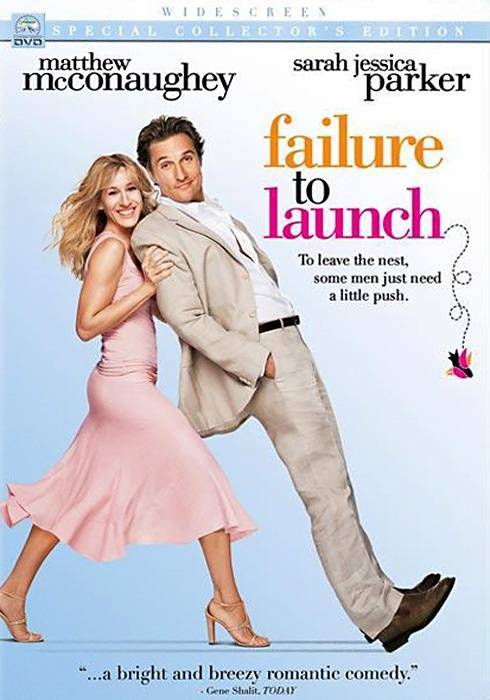 WIDESCREEN
DVD
SPECIAL COLLECTOR'S EDITION
matthew
mcconaughey
sarah jessica
parker
failure
to
launch
To leave the nest,
some men just need
a little push.
"...a bright and breezy romantic comedy."
- Gene Shalit, TODAY